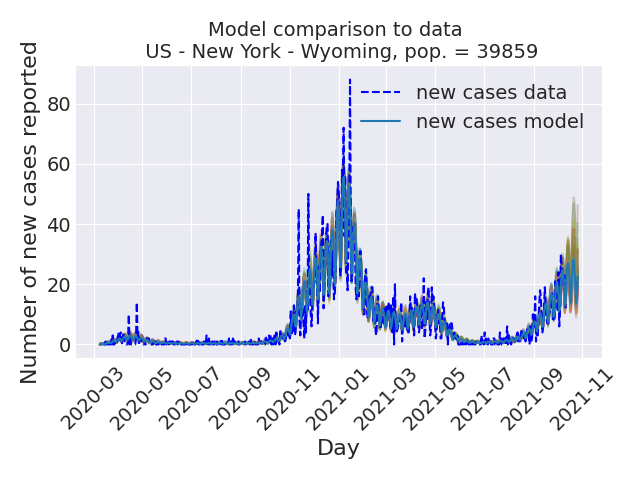 Model comparison to data
US - New York - Wyoming, pop. = 39859
Number of new cases reported
80
60
40
20
0
new cases data
new cases model
2020-03
2020-05
2020-07
2020-09
2020-11
2021-01
2021-03
2021-05
2021-07
2021-09
2021-11
Day